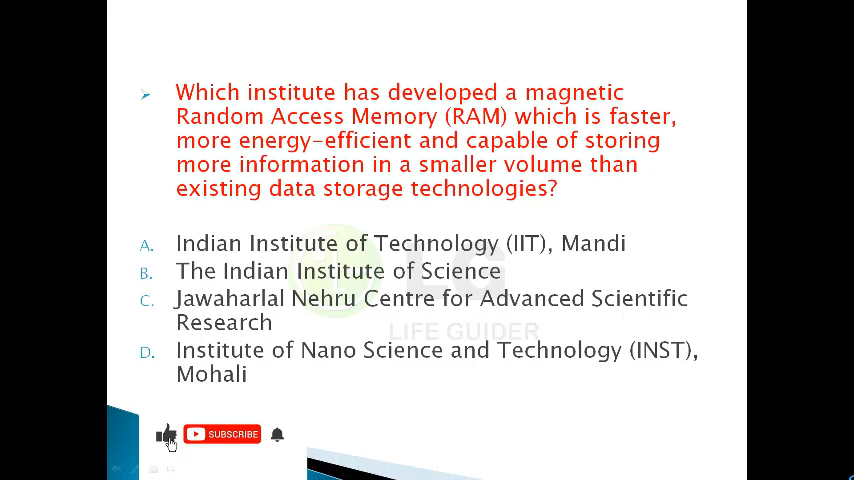 Which institute has developed a magnetic
Random Access Memory (RAM) which is faster,
more energy-efficient and capable of storing
more information in a smaller volume than
existing data storage technologies?
A. Indian Institute of Technology (IIT), Mandi
B. The Indian Institute of Science
C. Jawaharlal Nehru Centre for Advanced Scientific
Research
D. Institute of Nano Science and Technology (INST),
Mohali
LG
LIFE GUIDER
SUBSCRIBE